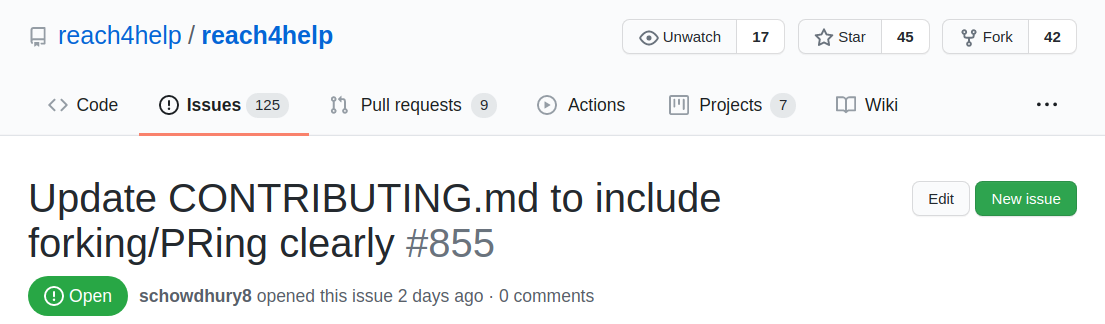 reach4help / reach4help
Unwatch 17
Star 45
Fork 42
Code
Issues 125
Pull requests 9
Actions
Projects 7
Wiki
Update CONTRIBUTING.md to include
forking/PRing clearly #855
Edit
New issue
Open
schowdhury8 opened this issue 2 days ago · 0 comments